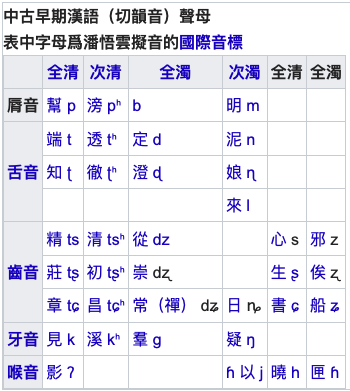 中古早期漢語（切韻音）聲母
表中字母爲潘悟雲擬音的國際音標
全清 次清 全濁 次濁 全清 全濁
脣音 幫 p 滂 pʰ b 明 m
舌音 端 t 透 tʰ 定 d 泥 n
知 ʈ 徹 ʈʰ 澄 ɖ 娘 ɳ
來 l
齒音 精 ts 清 tsʰ 從 dz 心 s 邪 z
莊 tʂ 初 tʂʰ 崇 dʐ 生 ʂ 俟 ʐ
章 tɕ 昌 tɕʰ 常（禪） dʑ 日 ȵ 書 ɕ 船 ʑ
牙音 見 k 溪 kʰ 羣 g 疑 ŋ
喉音 影 ʔ ɦ 以 j 曉 h 匣 ɦ